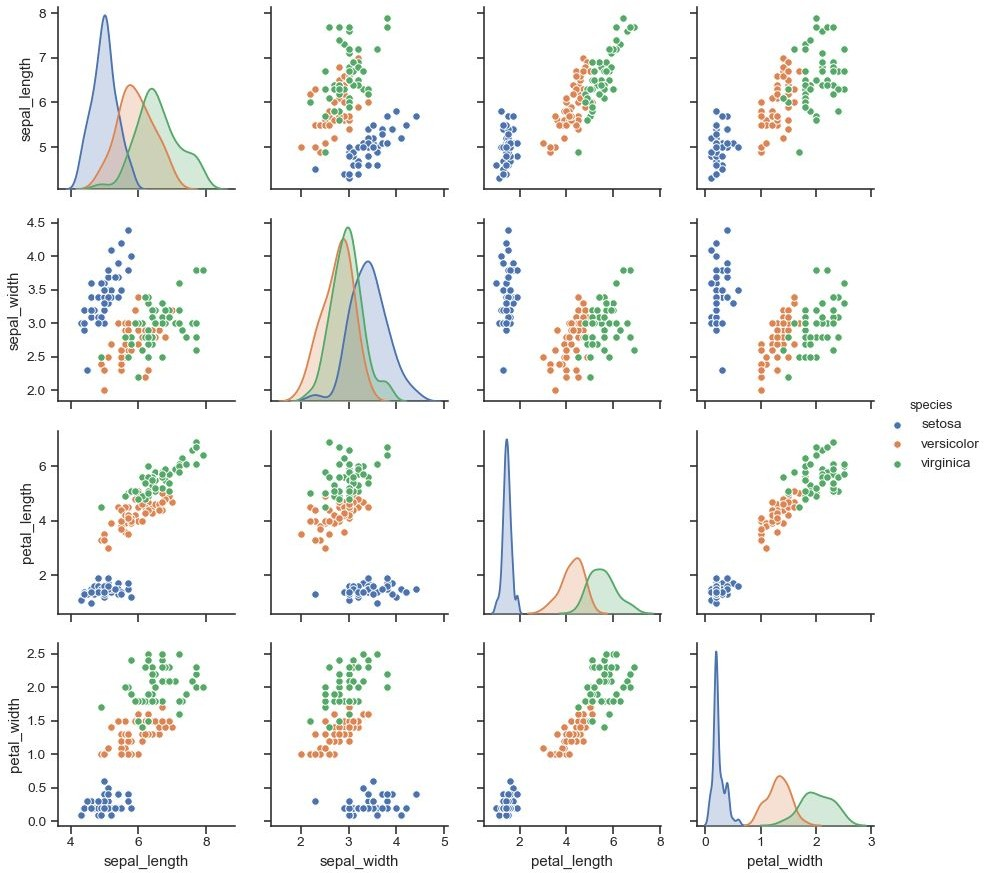 8
7
6
5
sepal_length
4.5
4.0
3.5
3.0
2.5
2.0
sepal_width
species
setosa
versicolor
virginica
6
4
2
petal_length
2.5
2.0
1.5
1.0
0.5
0.0
petal_width
4 6 8 2 3 4 5 2 4 6 8 0 1 2 3
sepal_length sepal_width petal_length petal_width